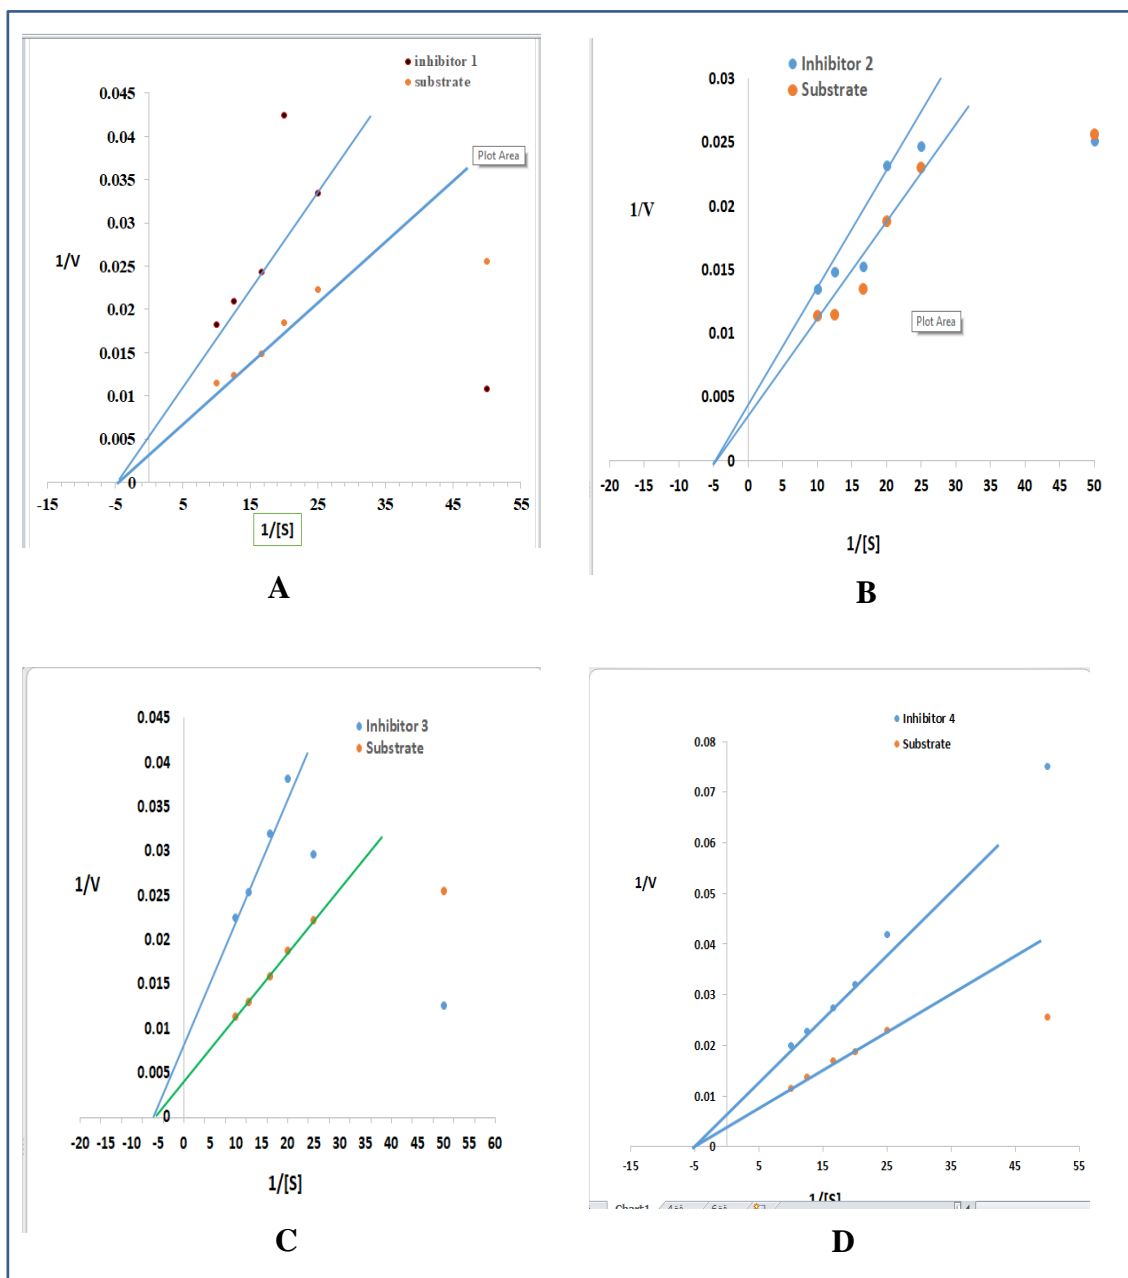 inhibitor 1
substrate
0.045
0.04
0.035
0.03
0.025
0.02
0.015
0.01
0.005
0
1/V
Plot Area
-15 -5 5 15 25 35 45 55
1/[S]
A
Inhibitor 2
Substrate
0.03
0.025
0.02
0.015
0.01
0.005
0
1/V
Plot Area
-20 -15 -10 -5 0 5 10 15 20 25 30 35 40 45 50
1/[S]
B
Inhibitor 3
Substrate
0.045
0.04
0.035
0.03
0.025
0.02
0.015
0.01
0.005
0
1/V
-20 -15 -10 -5 0 5 10 15 20 25 30 35 40 45 50 60
1/[S]
C
Inhibitor 4
Substrate
0.08
0.07
0.06
0.05
0.04
0.03
0.02
0.01
0
1/V
-15 -5 5 15 25 35 45 55
1/[S]
Chart1
D